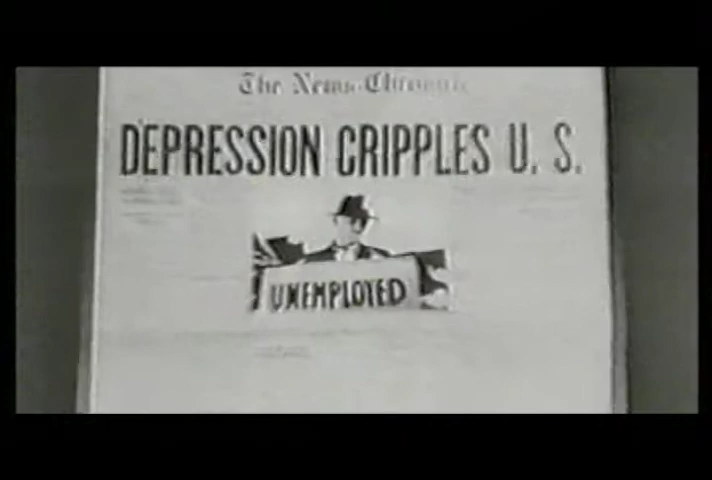 The News-Chronicle
DEPRESSION CRIPPLES U. S.
UNEMPLOYED